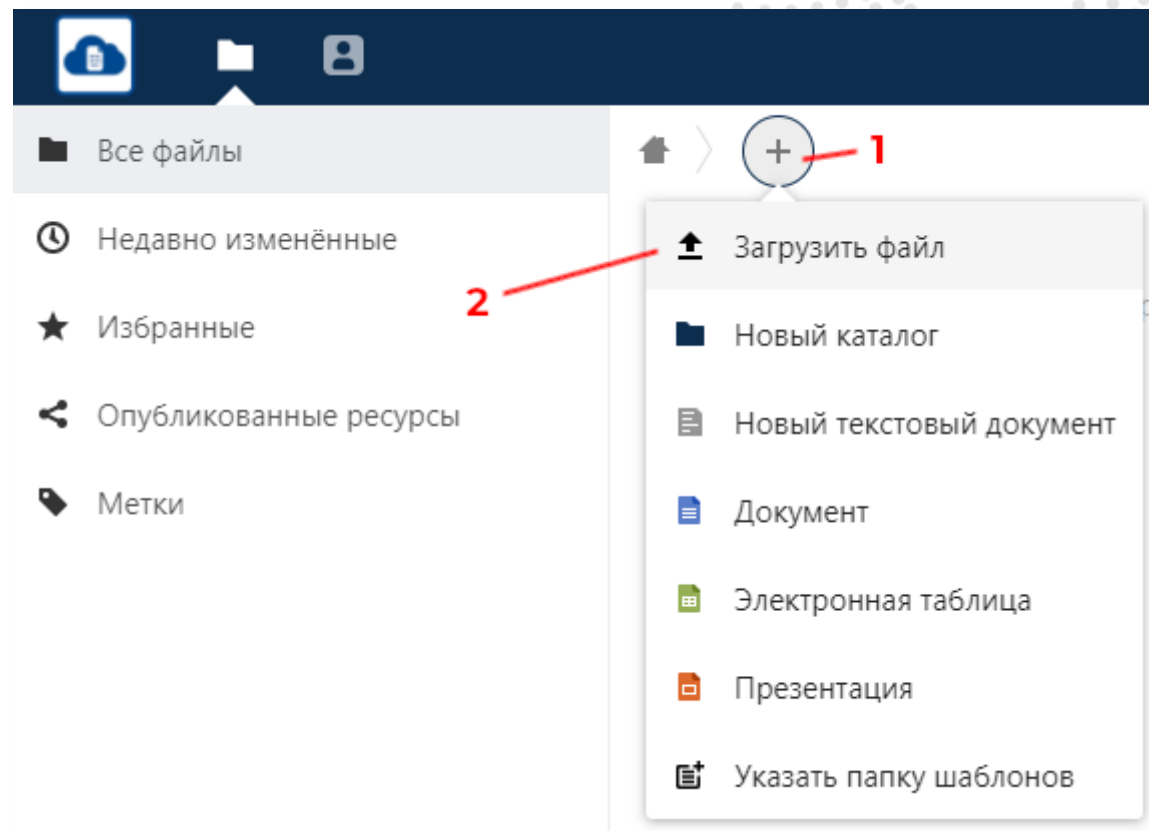 Все файлы
1
Недавно изменённые
Загрузить файл
2
Избранные
Новый каталог
Опубликованные ресурсы
Новый текстовый документ
Метки
Документ
Электронная таблица
Презентация
Указать папку шаблонов